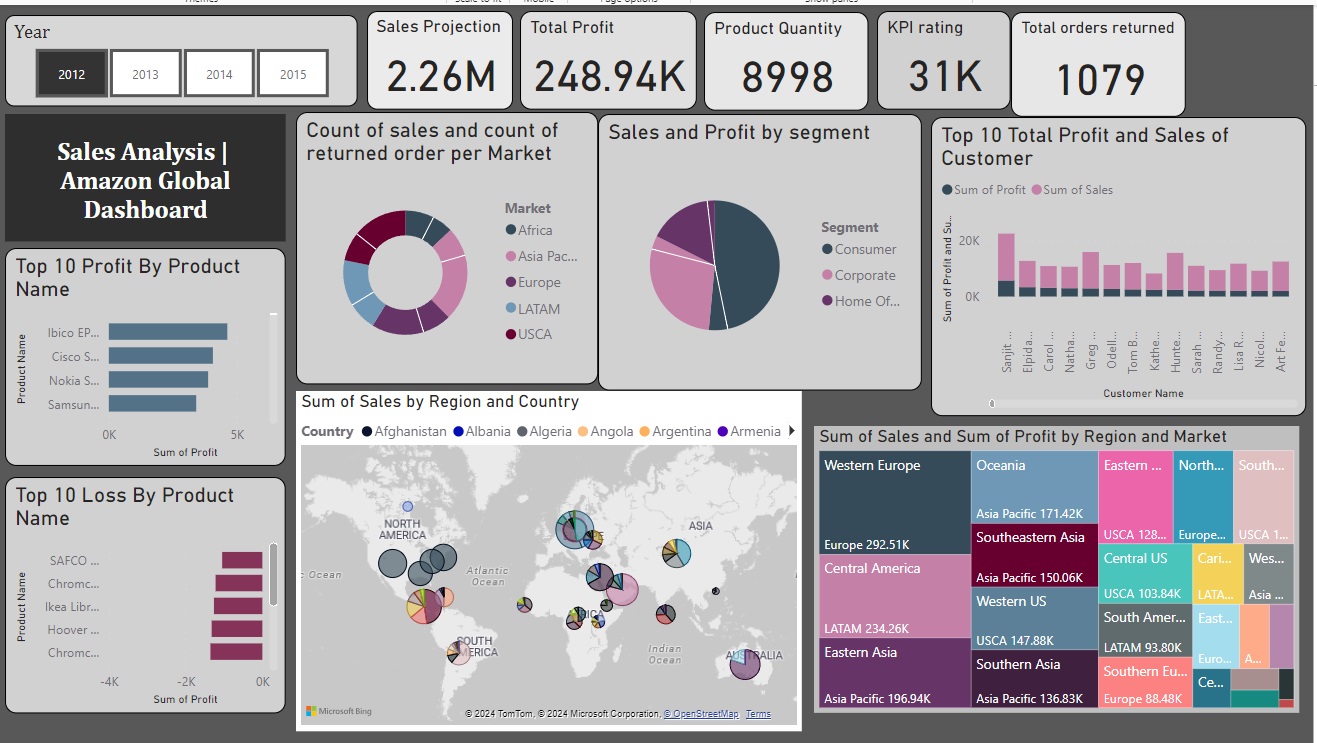 Year
2012
2013
2014
2015
Sales Projection
2.26M
Total Profit
248.94K
Product Quantity
8998
KPI rating
31K
Total orders returned
1079
Sales Analysis |
Amazon Global
Dashboard
Count of sales and count of
returned order per Market
Market
Africa
Asia Pac...
Europe
LATAM
USCA
Sales and Profit by segment
Segment
Consumer
Corporate
Home Of...
Top 10 Total Profit and Sales of
Customer
Sum of Profit
Sum of Sales
Sum of Profit and Su...
20K
0K
Sanjit ...
Elpida...
Carol ...
Natha...
Greg ...
Odell...
Tom B...
Kathe...
Hunte...
Sarah ...
Randy...
Lisa R...
Nicol...
Art Fe...
Customer Name
Top 10 Profit By Product
Name
Product Name
Ibico EP...
Cisco S...
Nokia S...
Samsun...
0K
5K
Sum of Profit
Top 10 Loss By Product
Name
Product Name
SAFCO ...
Chromc...
Ikea Libr...
Hoover ...
Chromc...
-4K
-2K
0K
Sum of Profit
Sum of Sales by Region and Country
Country
Afghanistan
Albania
Algeria
Angola
Argentina
Armenia
NORTH
AMERICA
ASIA
Atlantic
Ocean
c Ocean
SOUTH
Indian
Ocean
AUSTRALIA
Microsoft Bing
© 2024 TomTom, © 2024 Microsoft Corporation, © OpenStreetMap
Terms
Sum of Sales and Sum of Profit by Region and Market
Western Europe
Europe 292.51K
Central America
LATAM 234.26K
Eastern Asia
Asia Pacific 196.94K
Oceania
Asia Pacific 171.42K
Southeastern Asia
Asia Pacific 150.06K
Western US
USCA 147.88K
Southern Asia
Asia Pacific 136.83K
Eastern ...
USCA 128...
North...
Europe...
South...
USCA 1...
Central US
USCA 103.84K
Cari...
LATA...
Wes...
Asia ...
South Amer...
LATAM 93.80K
East...
Euro...
A...
Southern Eu...
Europe 88.48K
Ce...